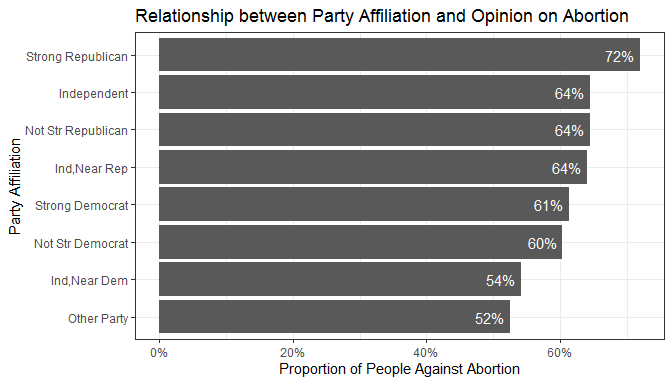 Relationship between Party Affiliation and Opinion on Abortion
Party Affiliation
Strong Republican 72%
Independent 64%
Not Str Republican 64%
Ind,Near Rep 64%
Strong Democrat 61%
Not Str Democrat 60%
Ind,Near Dem 54%
Other Party 52%
0% 20% 40% 60%
Proportion of People Against Abortion